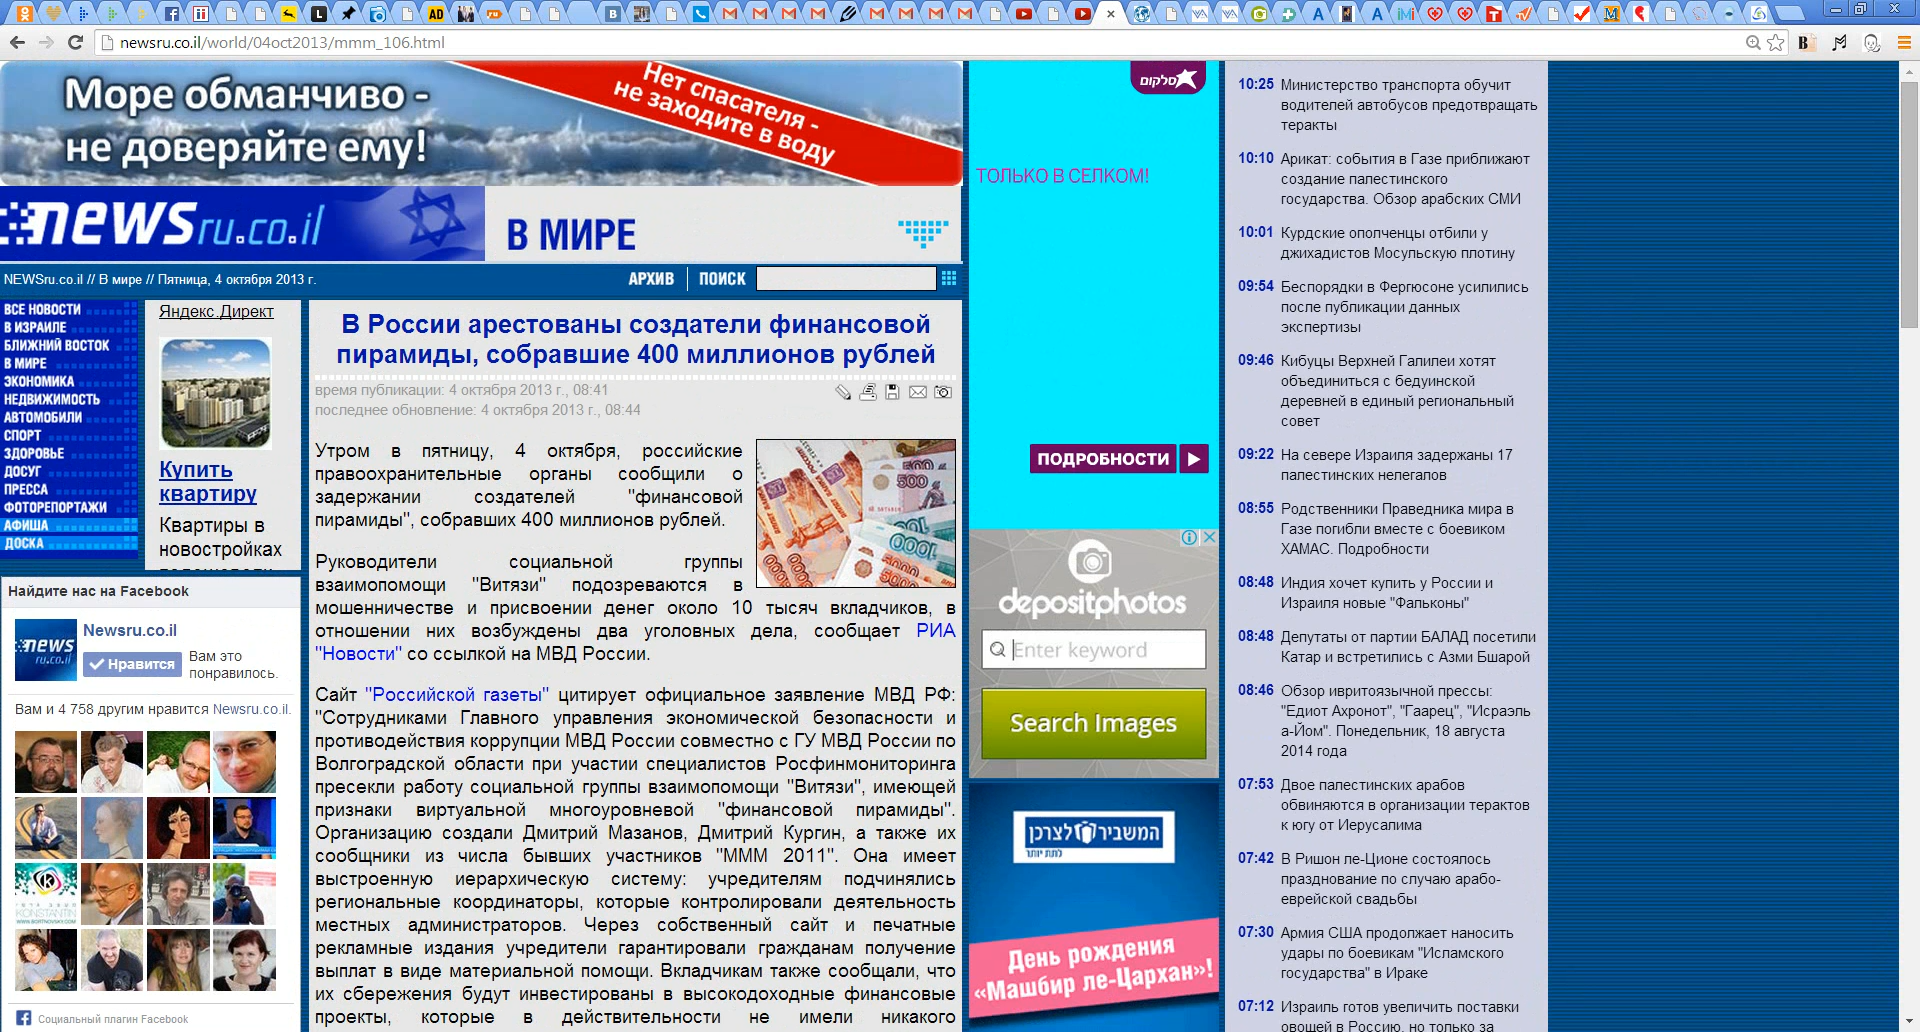 newsru.co.il/world/04oct2013/mmm_106.html
Море обманчиво -
не доверяйте ему!
Нет спасателя -
не заходите в воду
newsru.co.il
В МИРЕ
NEWSru.co.il // В мире // Пятница, 4 октября 2013 г.
АРХИВ
ПОИСК
ВСЕ НОВОСТИ
В ИЗРАИЛЕ
БЛИЖНИЙ ВОСТОК
В МИРЕ
ЭКОНОМИКА
НЕДВИЖИМОСТЬ
АВТОМОБИЛИ
СПОРТ
ЗДОРОВЬЕ
ДОСУГ
ПРЕССА
ФОТОРЕПОРТАЖИ
АФИША
ДОСКА
Яндекс.Директ
Купить
квартиру
Квартиры в
новостройках
Найдите нас на Facebook
news
ru.co.il
Newsru.co.il
Нравится
Вам это
понравилось.
Вам и 4 758 другим нравится Newsru.co.il.
KONSTANTIN
Социальный плагин Facebook
В России арестованы создатели финансовой
пирамиды, собравшие 400 миллионов рублей
время публикации: 4 октября 2013 г., 08:41
последнее обновление: 4 октября 2013 г., 08:44
Утром в пятницу, 4 октября, российские
правоохранительные органы сообщили о
задержании создателей "финансовой
пирамиды", собравших 400 миллионов рублей.
Руководители социальной группы
взаимопомощи "Витязи" подозреваются в
мошенничестве и присвоении денег около 10 тысяч вкладчиков, в
отношении них возбуждены два уголовных дела, сообщает РИА
"Новости" со ссылкой на МВД России.
Сайт "Российской газеты" цитирует официальное заявление МВД РФ:
"Сотрудниками Главного управления экономической безопасности и
противодействия коррупции МВД России совместно с ГУ МВД России по
Волгоградской области при участии специалистов Росфинмониторинга
пресекли работу социальной группы взаимопомощи "Витязи", имеющей
признаки виртуальной многоуровневой "финансовой пирамиды".
Организацию создали Дмитрий Мазанов, Дмитрий Кургин, а также их
сообщники из числа бывших участников "МММ 2011". Она имеет
выстроенную иерархическую систему: учредителям подчинялись
региональные координаторы, которые контролировали деятельность
местных администраторов. Через собственный сайт и печатные
рекламные издания учредители гарантировали гражданам получение
выплат в виде материальной помощи. Вкладчикам также сообщали, что
их сбережения будут инвестированы в высокодоходные финансовые
проекты, которые в действительности не имели никакого
500
1000
סלקום
ТОЛЬКО В СЕЛКОМ!
ПОДРОБНОСТИ
depositphotos
Enter keyword
Search Images
המשביר לצרכן
לתת יותר
День рождения
«Машбир ле-Цархан»!
10:25 Министерство транспорта обучит
водителей автобусов предотвращать
теракты
10:10 Арикат: события в Газе приближают
создание палестинского
государства. Обзор арабских СМИ
10:01 Курдские ополченцы отбили у
джихадистов Мосульскую плотину
09:54 Беспорядки в Фергюсоне усилились
после публикации данных
экспертизы
09:46 Кибуцы Верхней Галилеи хотят
объединиться с бедуинской
деревней в единый региональный
совет
09:22 На севере Израиля задержаны 17
палестинских нелегалов
08:55 Родственники Праведника мира в
Газе погибли вместе с боевиком
ХАМАС. Подробности
08:48 Индия хочет купить у России и
Израиля новые "Фальконы"
08:48 Депутаты от партии БАЛАД посетили
Катар и встретились с Азми Бшарой
08:46 Обзор ивритоязычной прессы:
"Едиот Ахронот", "Гаарец", "Исраэль
а-Йом". Понедельник, 18 августа
2014 года
07:53 Двое палестинских арабов
обвиняются в организации терактов
к югу от Иерусалима
07:42 В Ришон ле-Ционе состоялось
празднование по случаю арабо-
еврейской свадьбы
07:30 Армия США продолжает наносить
удары по боевикам "Исламского
государства" в Ираке
07:12 Израиль готов увеличить поставки
овощей в Россию, но только за